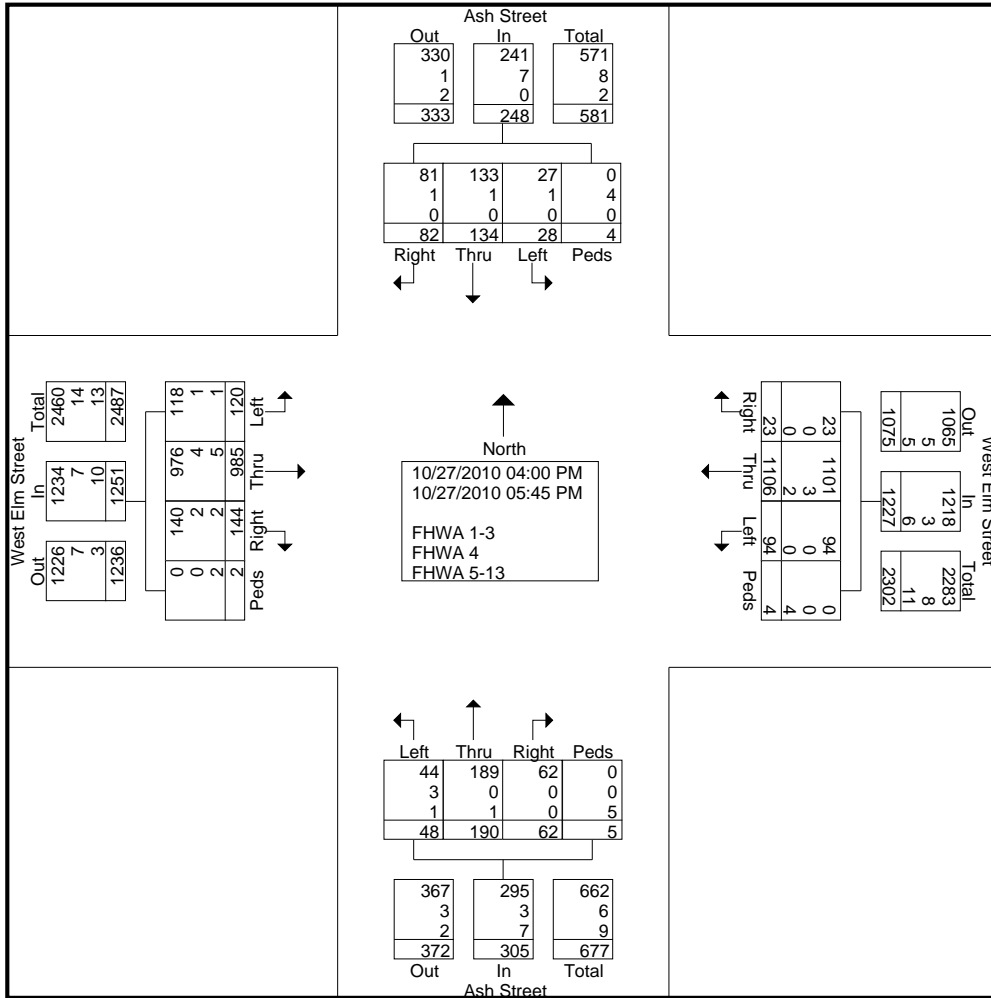 Ash Street
Out In Total
330 241 571
1 7 8
2 0 2
333 248 581
81 133 27 0
1 1 1 4
0 0 0 0
82 134 28 4
Right Thru Left Peds
West Elm Street
Out In Total
1226 1234 2460
7 7 14
3 10 13
1236 1251 2487
0 140 976 118
0 2 4 1
2 2 5 1
2 144 985 120
Peds Right Thru Left
North
10/27/2010 04:00 PM
10/27/2010 05:45 PM
FHWA 1-3
FHWA 4
FHWA 5-13
West Elm Street
Out In Total
1065 1218 2283
5 3 8
5 6 11
1075 1227 2302
23 1101 94 0
0 3 0 0
0 2 0 4
23 1106 94 4
Right Thru Left Peds
Left Thru Right Peds
44 189 62 0
3 0 0 0
1 1 0 5
48 190 62 5
367 295 662
3 3 6
2 7 9
372 305 677
Out In Total
Ash Street